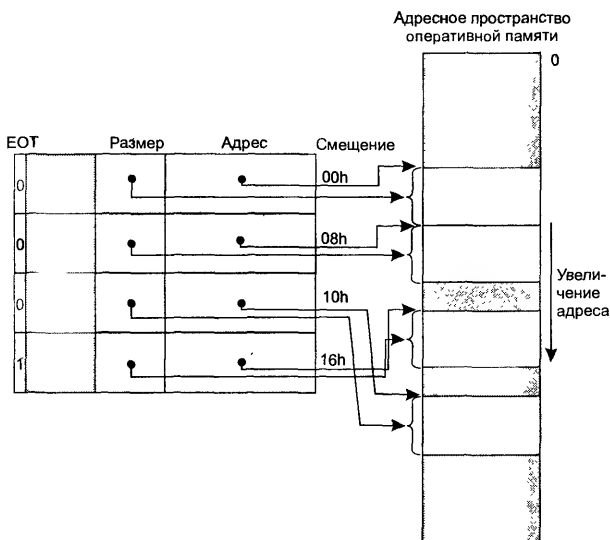 Адресное пространство
оперативной памяти
0
EOT Размер Адрес Смещение
0 00h
0 08h
0 10h
1 16h
Увели-
чение
адреса